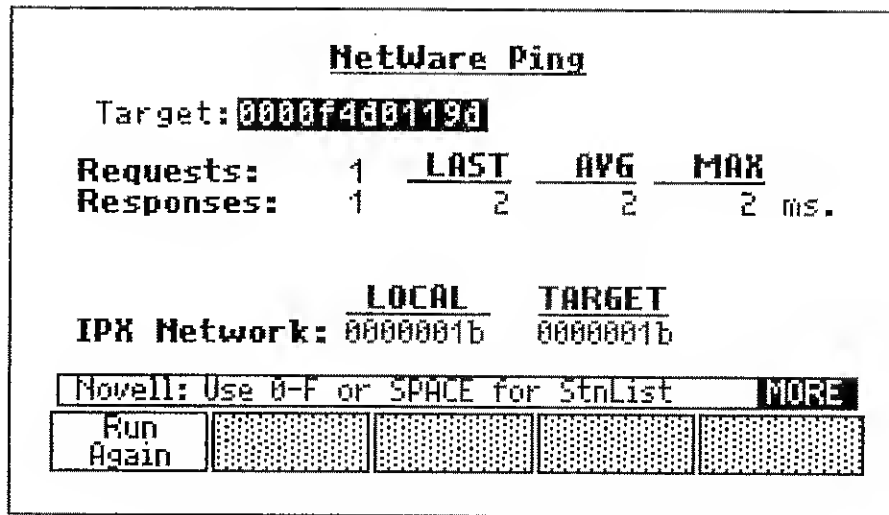 NetWare Ping
Target:0000f4d0119d
Requests: 1 LAST AVG MAX
Responses: 1 2 2 2 ms.
LOCAL TARGET
IPX Network: 0000001b 0000001b
Novell: Use 0-F or SPACE for StnList MORE
Run
Again